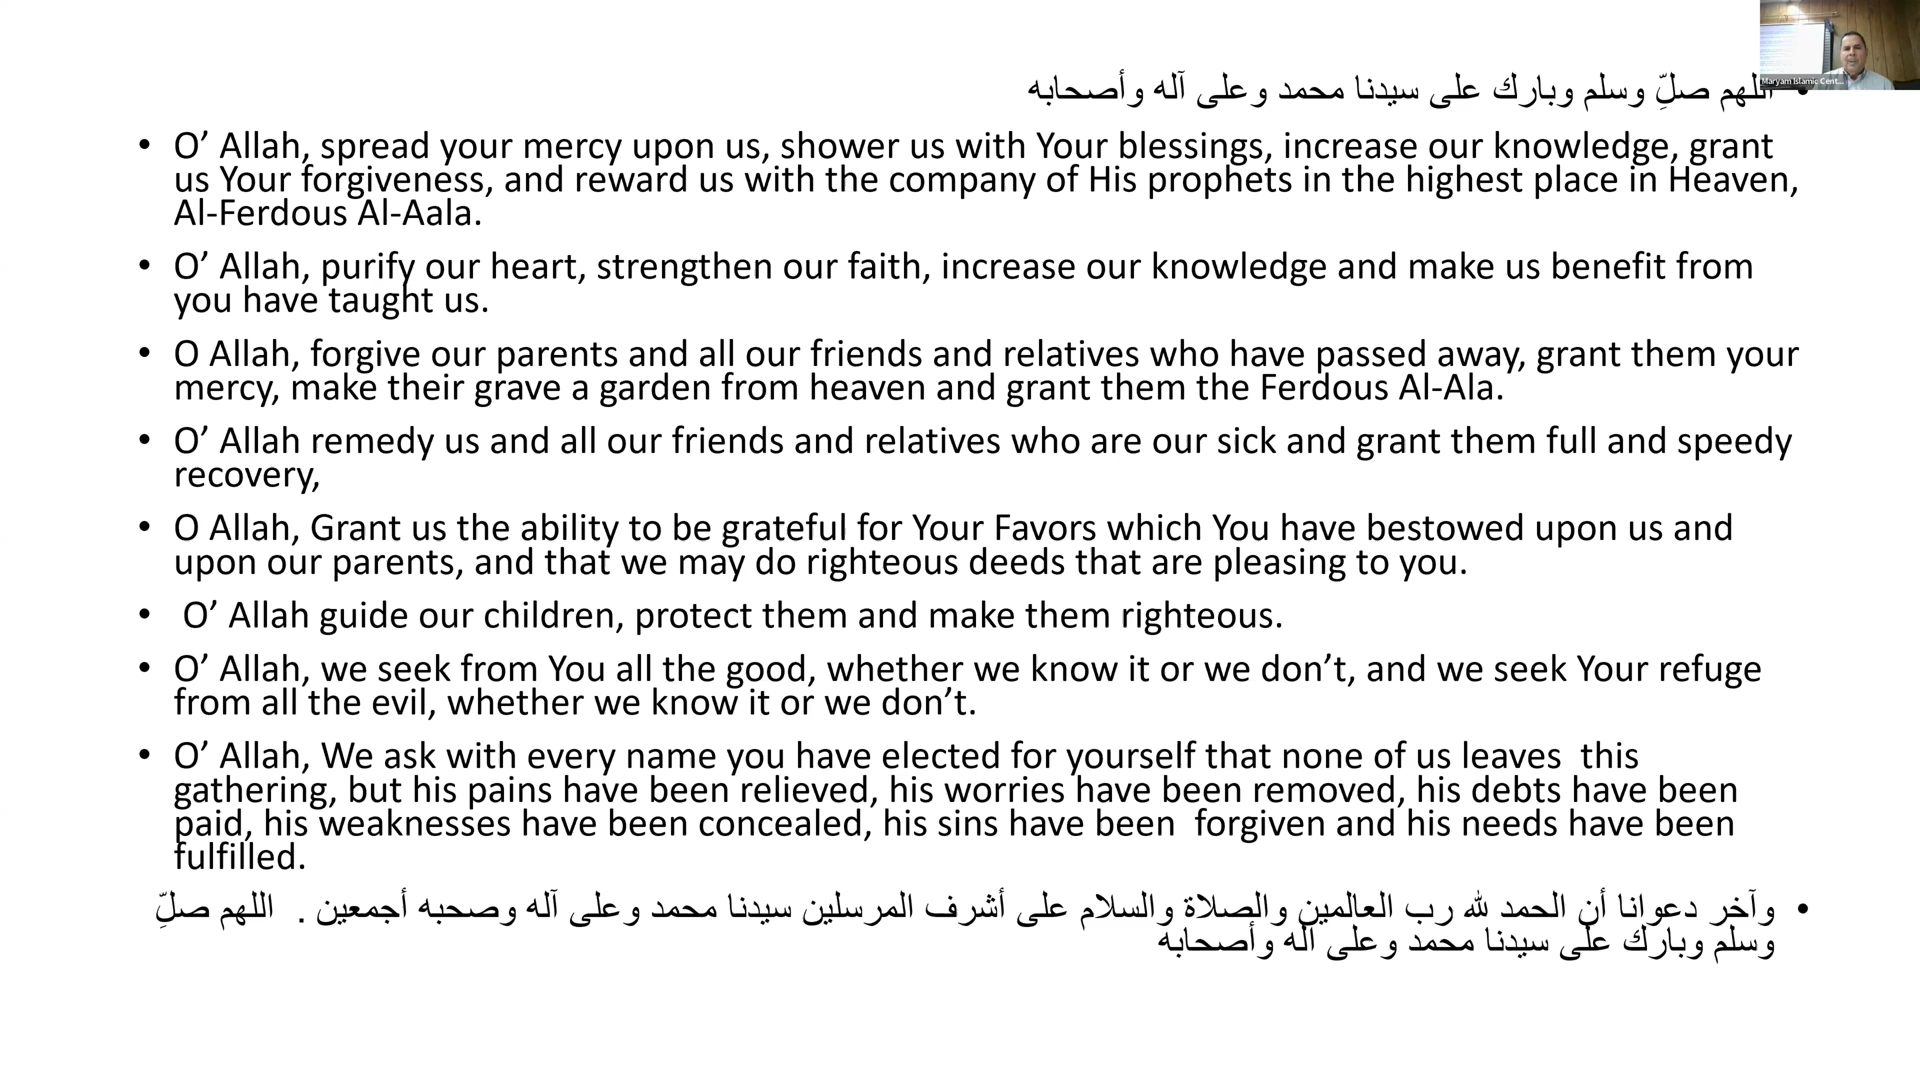 Maryam Islamic Cent...
• اللهم صلِّ وسلم وبارك على سيدنا محمد وعلى آله وأصحابه
• O’ Allah, spread your mercy upon us, shower us with Your blessings, increase our knowledge, grant
us Your forgiveness, and reward us with the company of His prophets in the highest place in Heaven,
Al-Ferdous Al-Aala.
• O’ Allah, purify our heart, strengthen our faith, increase our knowledge and make us benefit from
you have taught us.
• O Allah, forgive our parents and all our friends and relatives who have passed away, grant them your
mercy, make their grave a garden from heaven and grant them the Ferdous Al-Ala.
• O’ Allah remedy us and all our friends and relatives who are our sick and grant them full and speedy
recovery,
• O Allah, Grant us the ability to be grateful for Your Favors which You have bestowed upon us and
upon our parents, and that we may do righteous deeds that are pleasing to you.
• O’ Allah guide our children, protect them and make them righteous.
• O’ Allah, we seek from You all the good, whether we know it or we don’t, and we seek Your refuge
from all the evil, whether we know it or we don’t.
• O’ Allah, We ask with every name you have elected for yourself that none of us leaves this
gathering, but his pains have been relieved, his worries have been removed, his debts have been
paid, his weaknesses have been concealed, his sins have been forgiven and his needs have been
fulfilled.
• وآخر دعوانا أن الحمد لله رب العالمين والصلاة والسلام على أشرف المرسلين سيدنا محمد وعلى آله وصحبه أجمعين . اللهم صلِّ
وسلم وبارك على سيدنا محمد وعلى آله وأصحابه